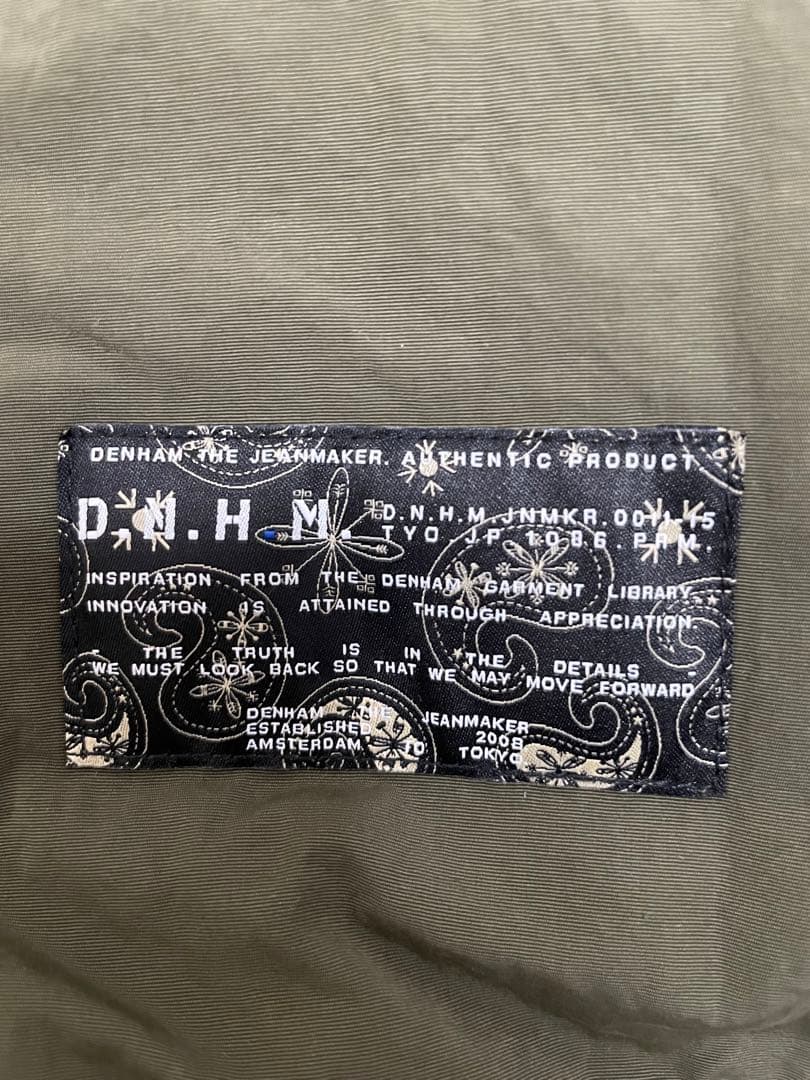 DENHAM THE JEANMAKER. AUTHENTIC PRODUCT.
D.N.H.M.
D.N.H.M.JNMKR.0011-15
TYO JP 1086.PRM.
INSPIRATION FROM THE DENHAM GARMENT LIBRARY.
INNOVATION IS ATTAINED THROUGH APPRECIATION.
- THE TRUTH IS IN THE DETAILS -
WE MUST LOOK BACK SO THAT WE MAY MOVE FORWARD
DENHAM THE JEANMAKER
ESTABLISHED 2008
AMSTERDAM TO TOKYO